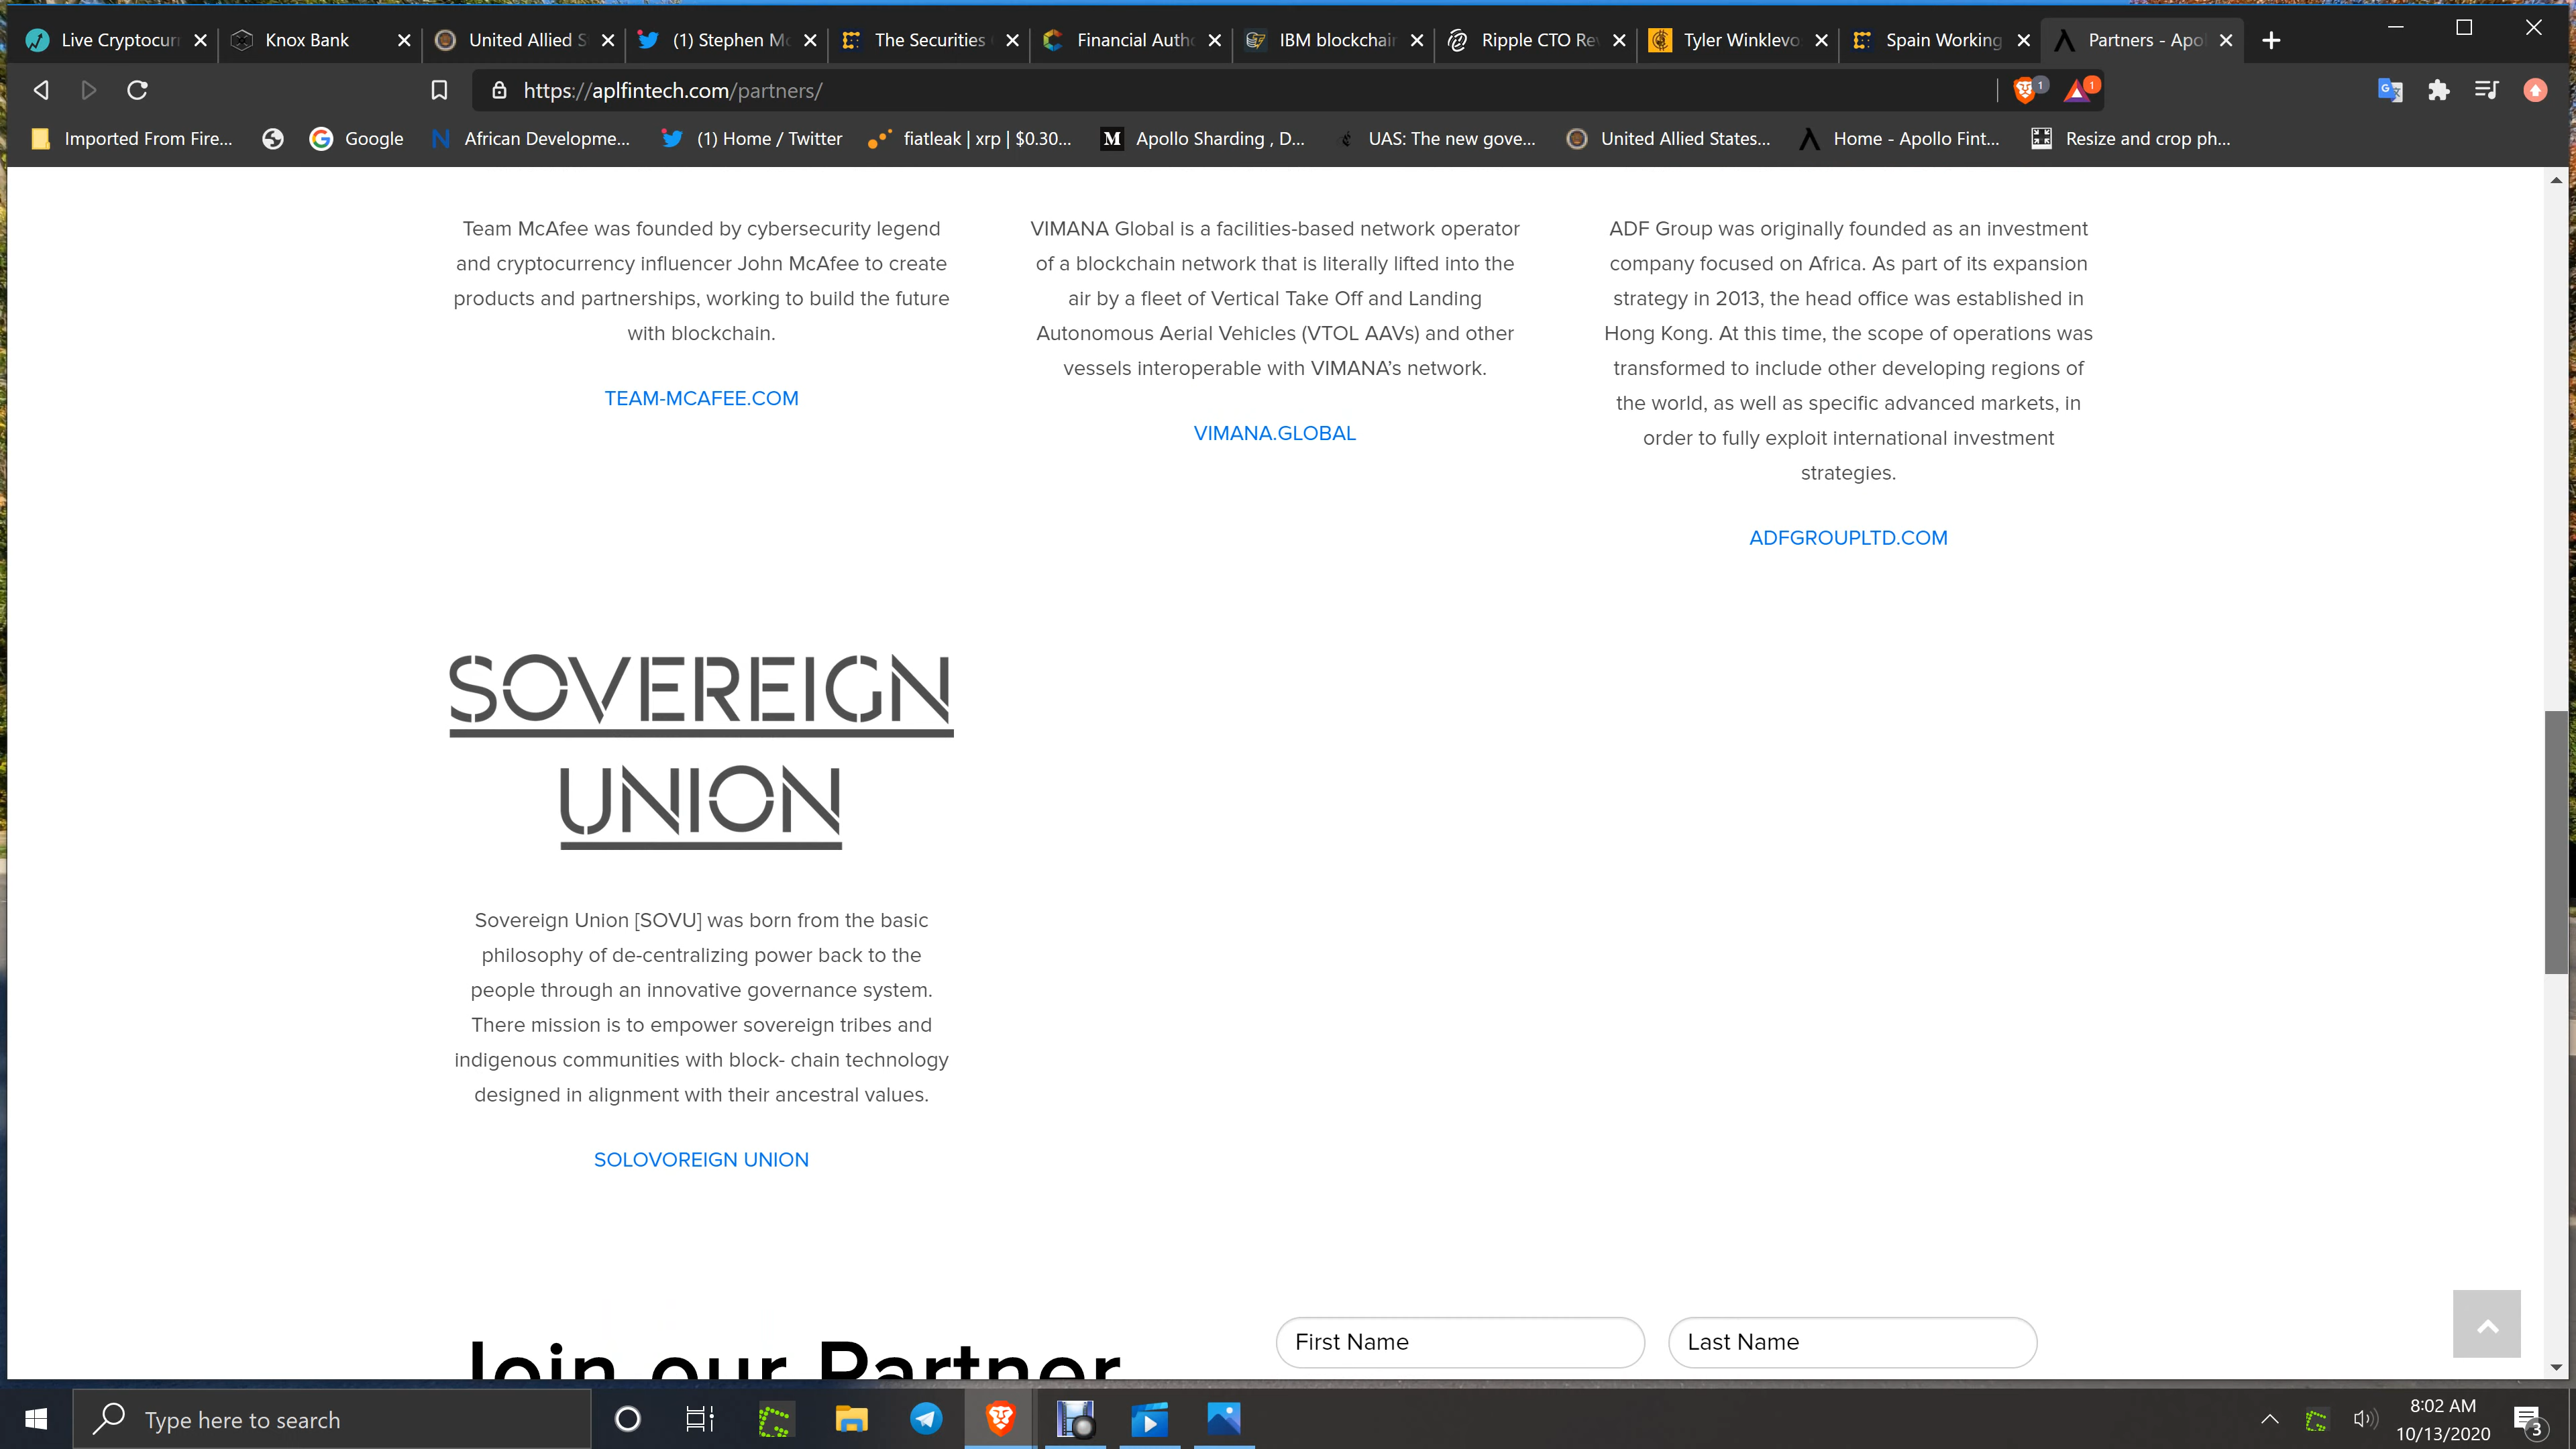 Live Cryptocur
Knox Bank
United Allied S
(1) Stephen Mc
The Securities
Financial Autho
IBM blockchain
Ripple CTO Re
Tyler Winklevo
Spain Working
Partners - Apol
https://aplfintech.com/partners/
1
1
Imported From Fire...
Google
African Developme...
(1) Home / Twitter
fiatleak | xrp | $0.30...
M
Apollo Sharding , D...
UAS: The new gove...
United Allied States...
Home - Apollo Fint...
Resize and crop ph...
Team McAfee was founded by cybersecurity legend
and cryptocurrency influencer John McAfee to create
products and partnerships, working to build the future
with blockchain.
TEAM-MCAFEE.COM
VIMANA Global is a facilities-based network operator
of a blockchain network that is literally lifted into the
air by a fleet of Vertical Take Off and Landing
Autonomous Aerial Vehicles (VTOL AAVs) and other
vessels interoperable with VIMANA’s network.
VIMANA.GLOBAL
ADF Group was originally founded as an investment
company focused on Africa. As part of its expansion
strategy in 2013, the head office was established in
Hong Kong. At this time, the scope of operations was
transformed to include other developing regions of
the world, as well as specific advanced markets, in
order to fully exploit international investment
strategies.
ADFGROUPLTD.COM
SOVEREIGN
UNION
Sovereign Union [SOVU] was born from the basic
philosophy of de-centralizing power back to the
people through an innovative governance system.
There mission is to empower sovereign tribes and
indigenous communities with block- chain technology
designed in alignment with their ancestral values.
SOLOVOREIGN UNION
Join our Partner
First Name
Last Name
Type here to search
8:02 AM
10/13/2020
3